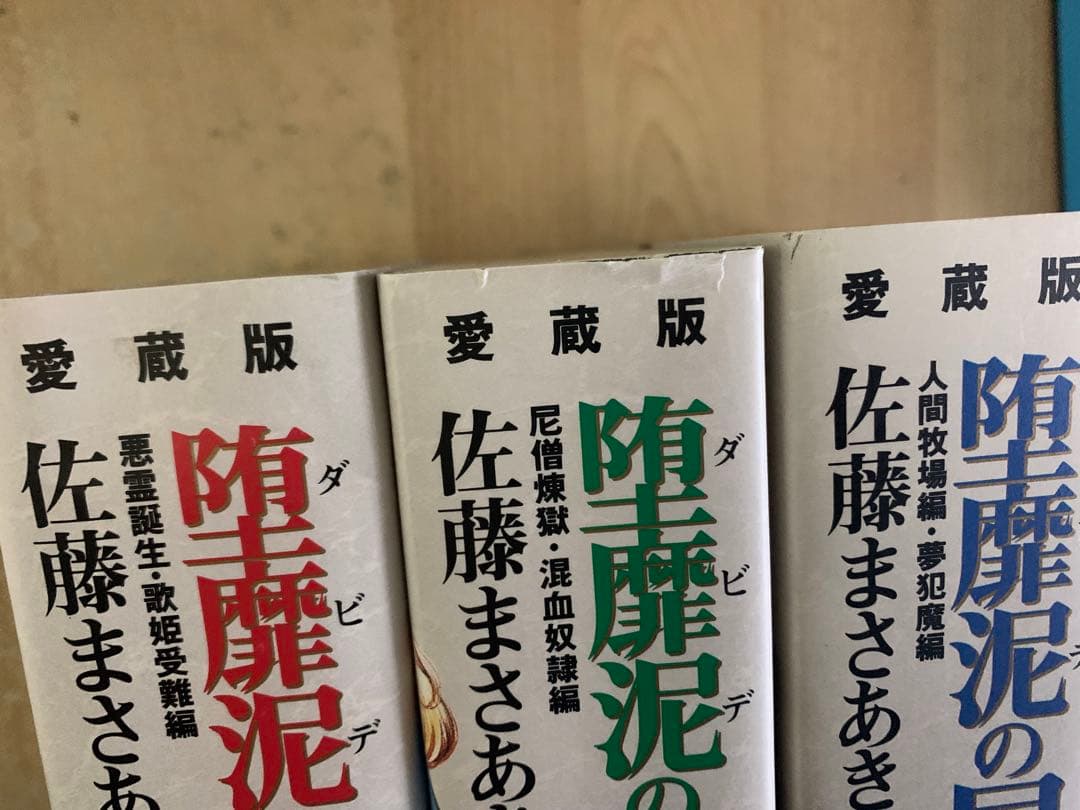 愛蔵版
堕靡泥
ダビデ
悪霊誕生・歌姫受難編
佐藤まさあ
愛蔵版
堕靡泥の
ダビデ
尼僧煉獄・混血奴隷編
佐藤まさあき
愛蔵版
堕靡泥の星
デ
人間牧場編・夢犯魔編
佐藤まさあき